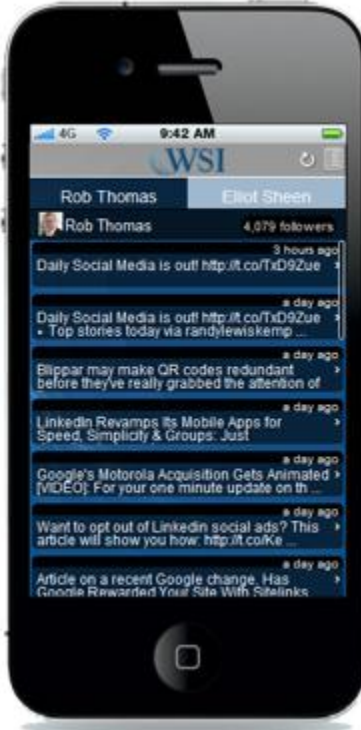 4G 9:42 AM
WSI
Rob Thomas Elliot Sheen
Rob Thomas 4,079 followers
3 hours ago
Daily Social Media is out! http://t.co/TxD9Zue
a day ago
Daily Social Media is out! http://t.co/TxD9Zue
▸ Top stories today via randylewiskemp ...
a day ago
Blippar may make QR codes redundant
before they've really grabbed the attention of
a day ago
LinkedIn Revamps Its Mobile Apps for
Speed, Simplicity & Groups: Just
a day ago
Google's Motorola Acquisition Gets Animated
[VIDEO]: For your one minute update on th ...
a day ago
Want to opt out of Linkedin social ads? This
article will show you how: http://t.co/Ke ...
a day ago
Article on a recent Google change. Has
Google Rewarded Your Site With Sitelinks